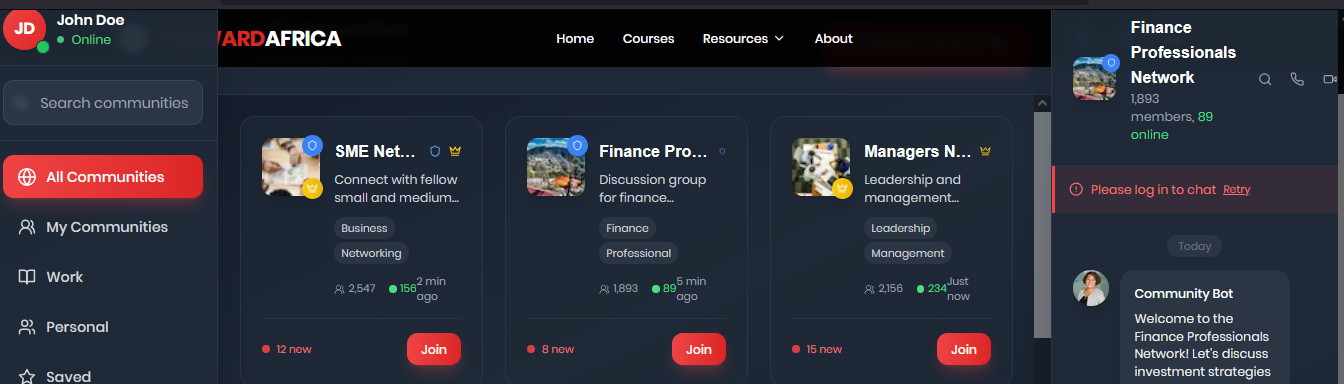 JD
John Doe
Online
WARDAFRICA
Home
Courses
Resources
About
Search communities
All Communities
My Communities
Work
Personal
Saved
SME Net...
Connect with fellow
small and medium...
Business
Networking
2,547
156
2 min
ago
12 new
Join
Finance Pro...
Discussion group
for finance...
Finance
Professional
1,893
89
5 min
ago
8 new
Join
Managers N...
Leadership and
management...
Leadership
Management
2,156
234
Just
now
15 new
Join
Finance
Professionals
Network
1,893
members, 89
online
Please log in to chat Retry
Today
Community Bot
Welcome to the
Finance Professionals
Network! Let's discuss
investment strategies